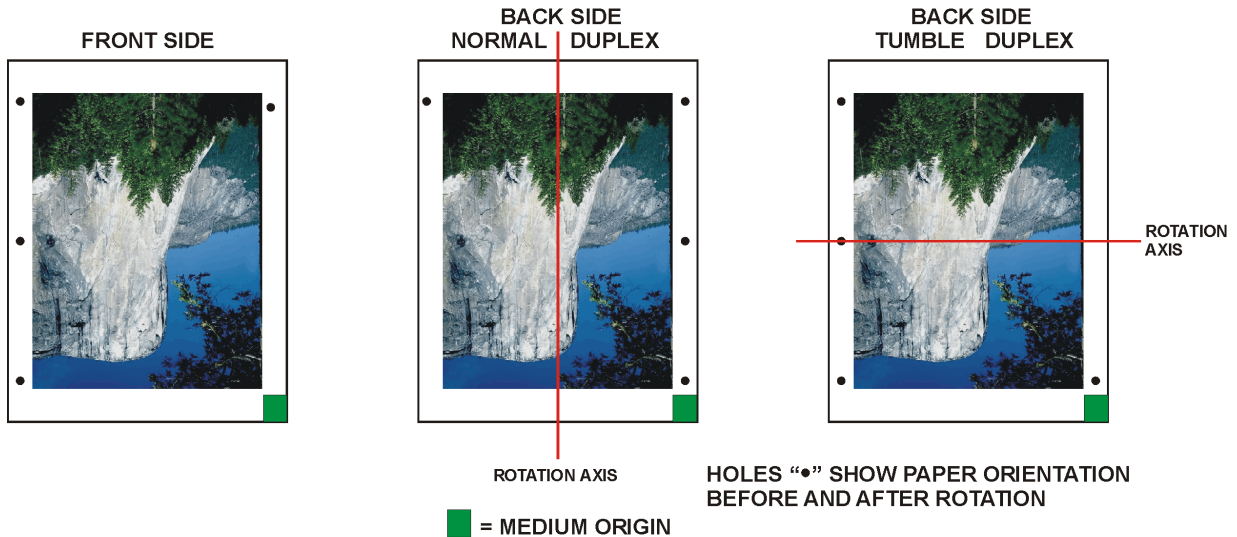 FRONT SIDE
BACK SIDE
NORMAL DUPLEX
BACK SIDE
TUMBLE DUPLEX
ROTATION
AXIS
ROTATION AXIS
HOLES “•” SHOW PAPER ORIENTATION
BEFORE AND AFTER ROTATION
= MEDIUM ORIGIN